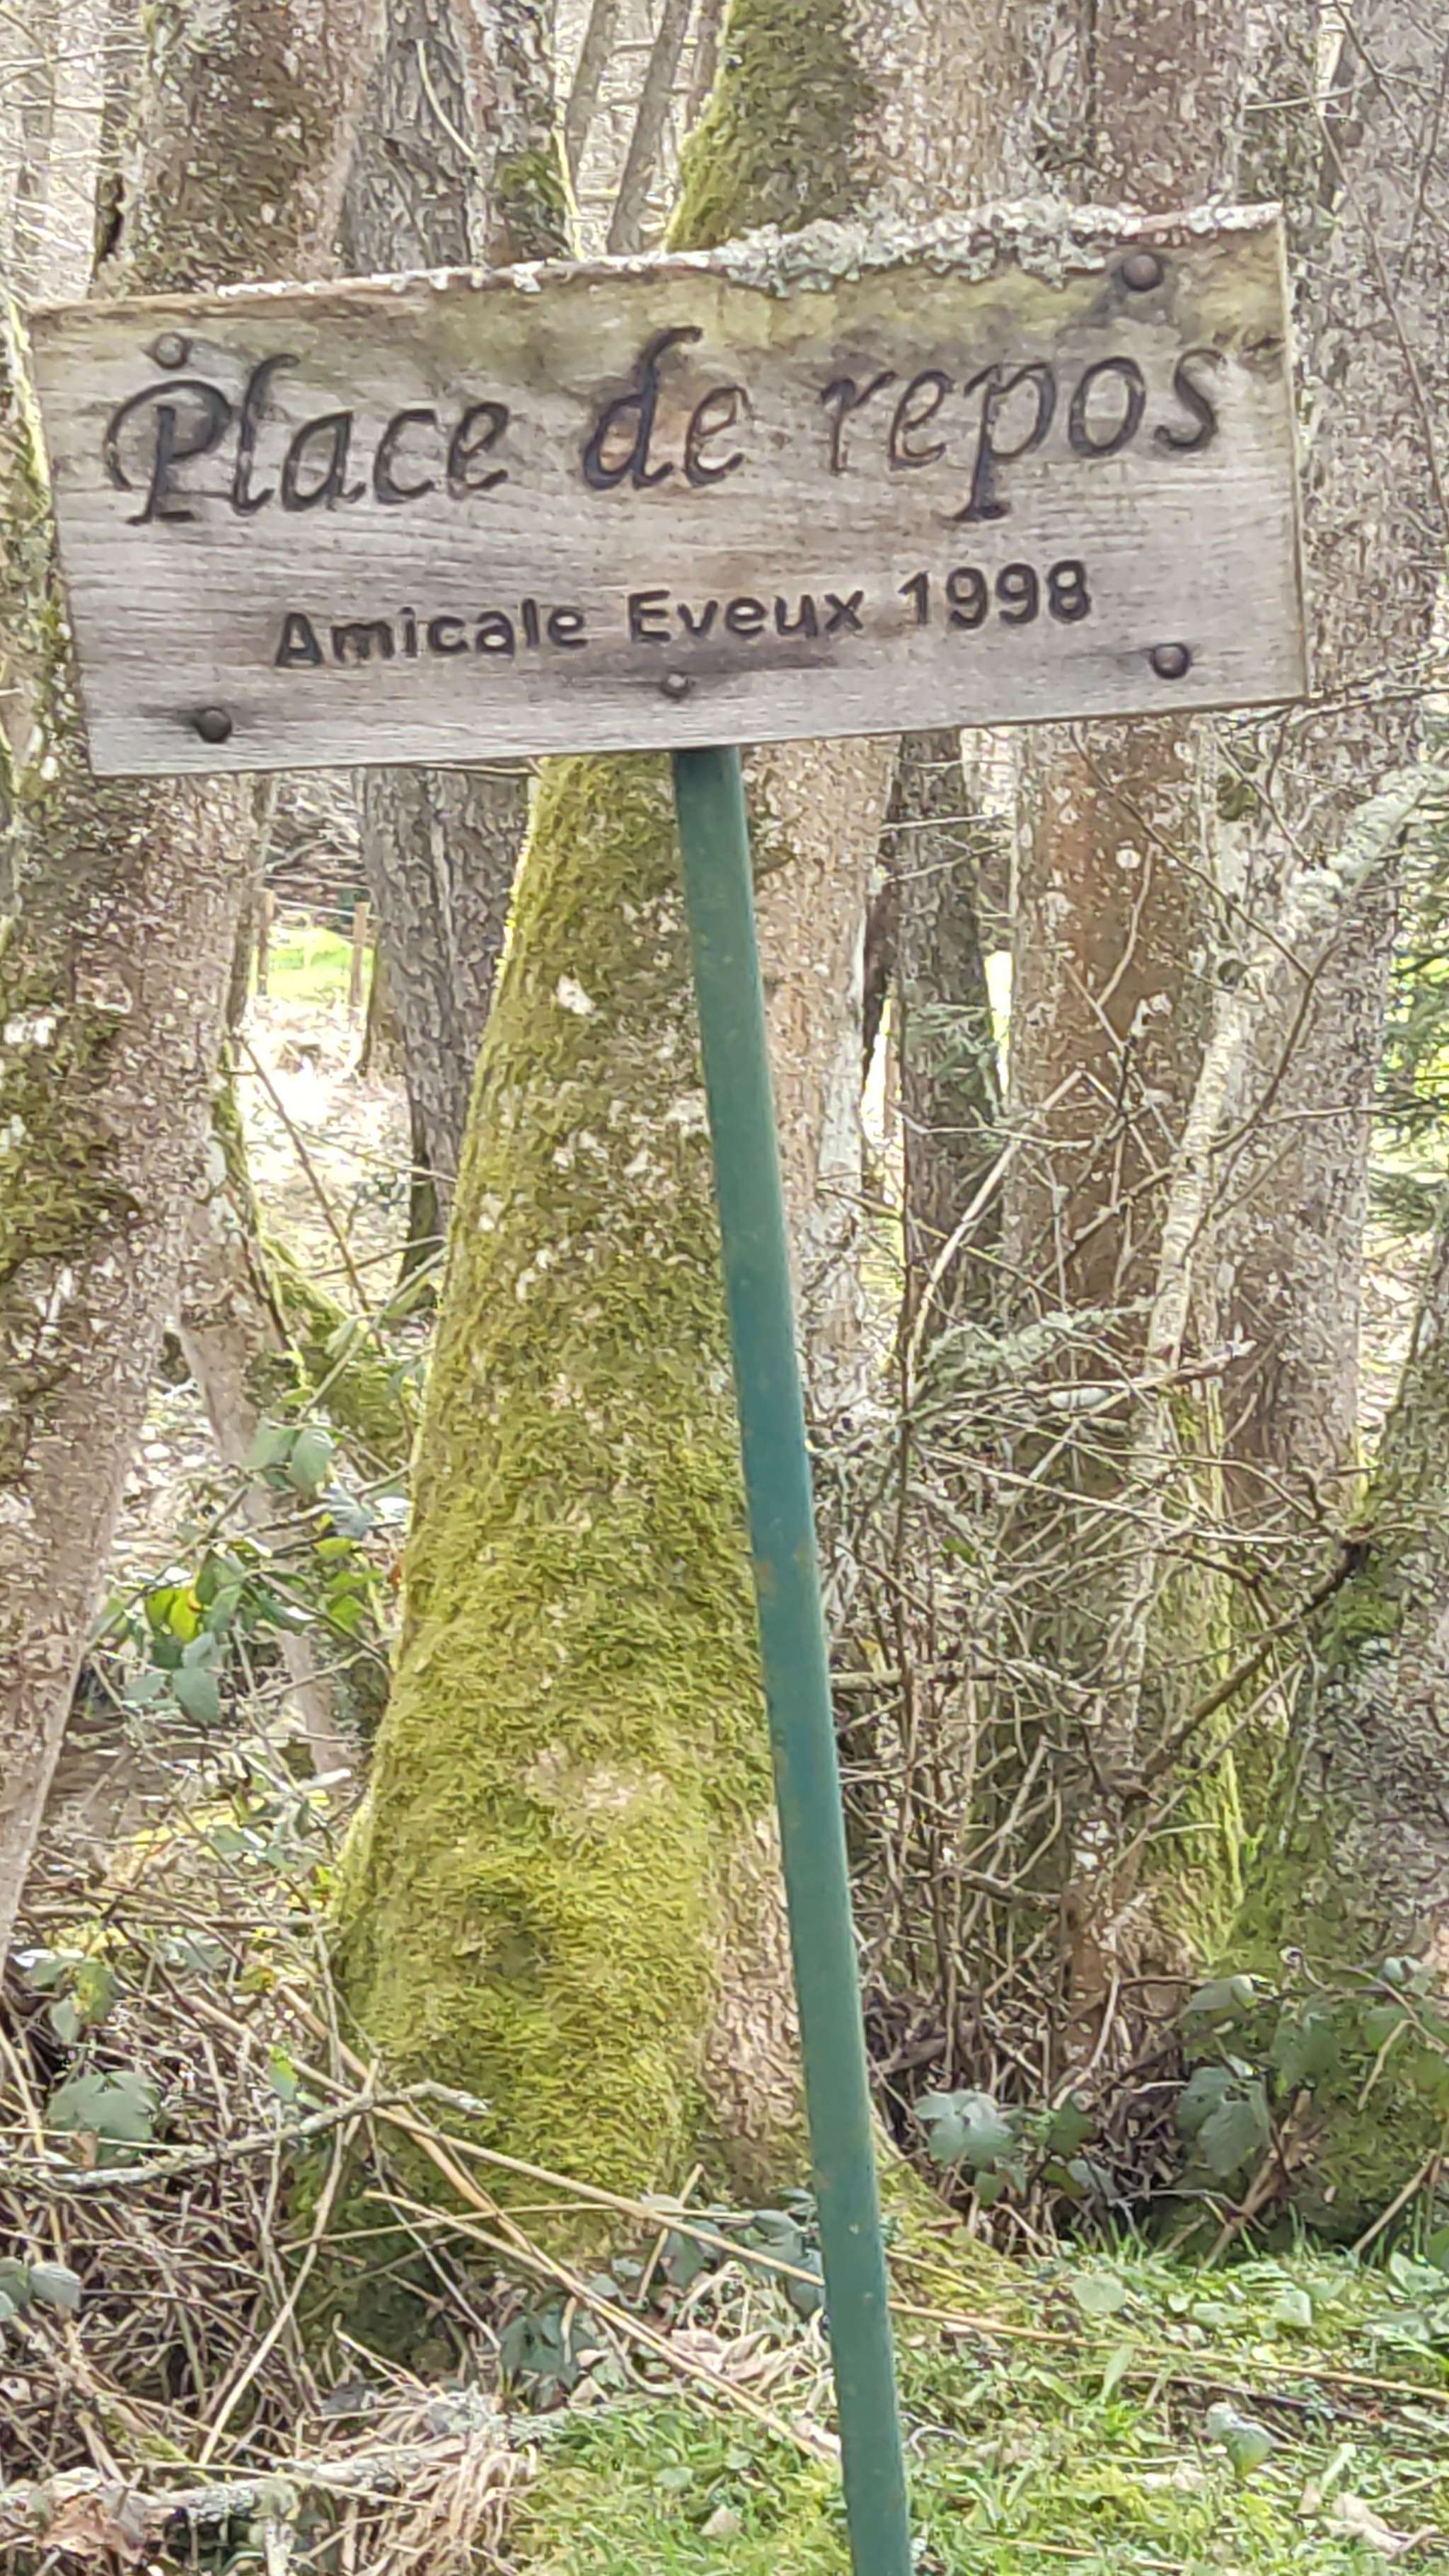 Place de repos
Amicale Eveux 1998